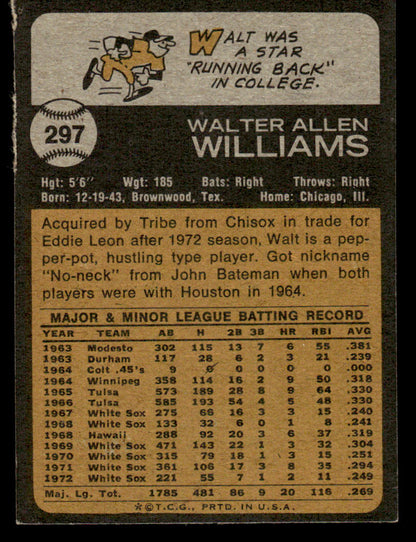 WALT WAS
A STAR
"RUNNING BACK"
IN COLLEGE.
297
WALTER ALLEN
WILLIAMS
Hgt: 5'6" Wgt: 185 Bats: Right Throws: Right
Born: 12-19-43, Brownwood, Tex. Home: Chicago, Ill.
Acquired by Tribe from Chisox in trade for
Eddie Leon after 1972 season, Walt is a pep-
per-pot, hustling type player. Got nickname
"No-neck" from John Bateman when both
players were with Houston in 1964.
MAJOR & MINOR LEAGUE BATTING RECORD
YEAR TEAM AB H 2B 3B HR RBI AVG
1963 Modesto 302 115 13 7 6 55 .381
1963 Durham 117 28 6 2 3 21 .239
1964 Colt .45's 9 0 0 0 0 0 .000
1964 Winnipeg 358 114 16 2 9 50 .318
1965 Tulsa 573 189 28 8 9 64 .330
1966 Tulsa 585 193 54 4 5 48 .330
1967 White Sox 275 66 16 3 3 15 .240
1968 White Sox 133 32 6 0 1 8 .241
1968 Hawaii 288 92 20 3 6 37 .319
1969 White Sox 471 143 22 1 3 32 .304
1970 White Sox 315 79 18 1 3 15 .251
1971 White Sox 361 106 17 3 8 35 .294
1972 White Sox 221 55 7 1 2 11 .249
Maj. Lg. Tot. 1785 481 86 9 20 116 .269
*©T.C.G., PRTD. IN U.S.A.